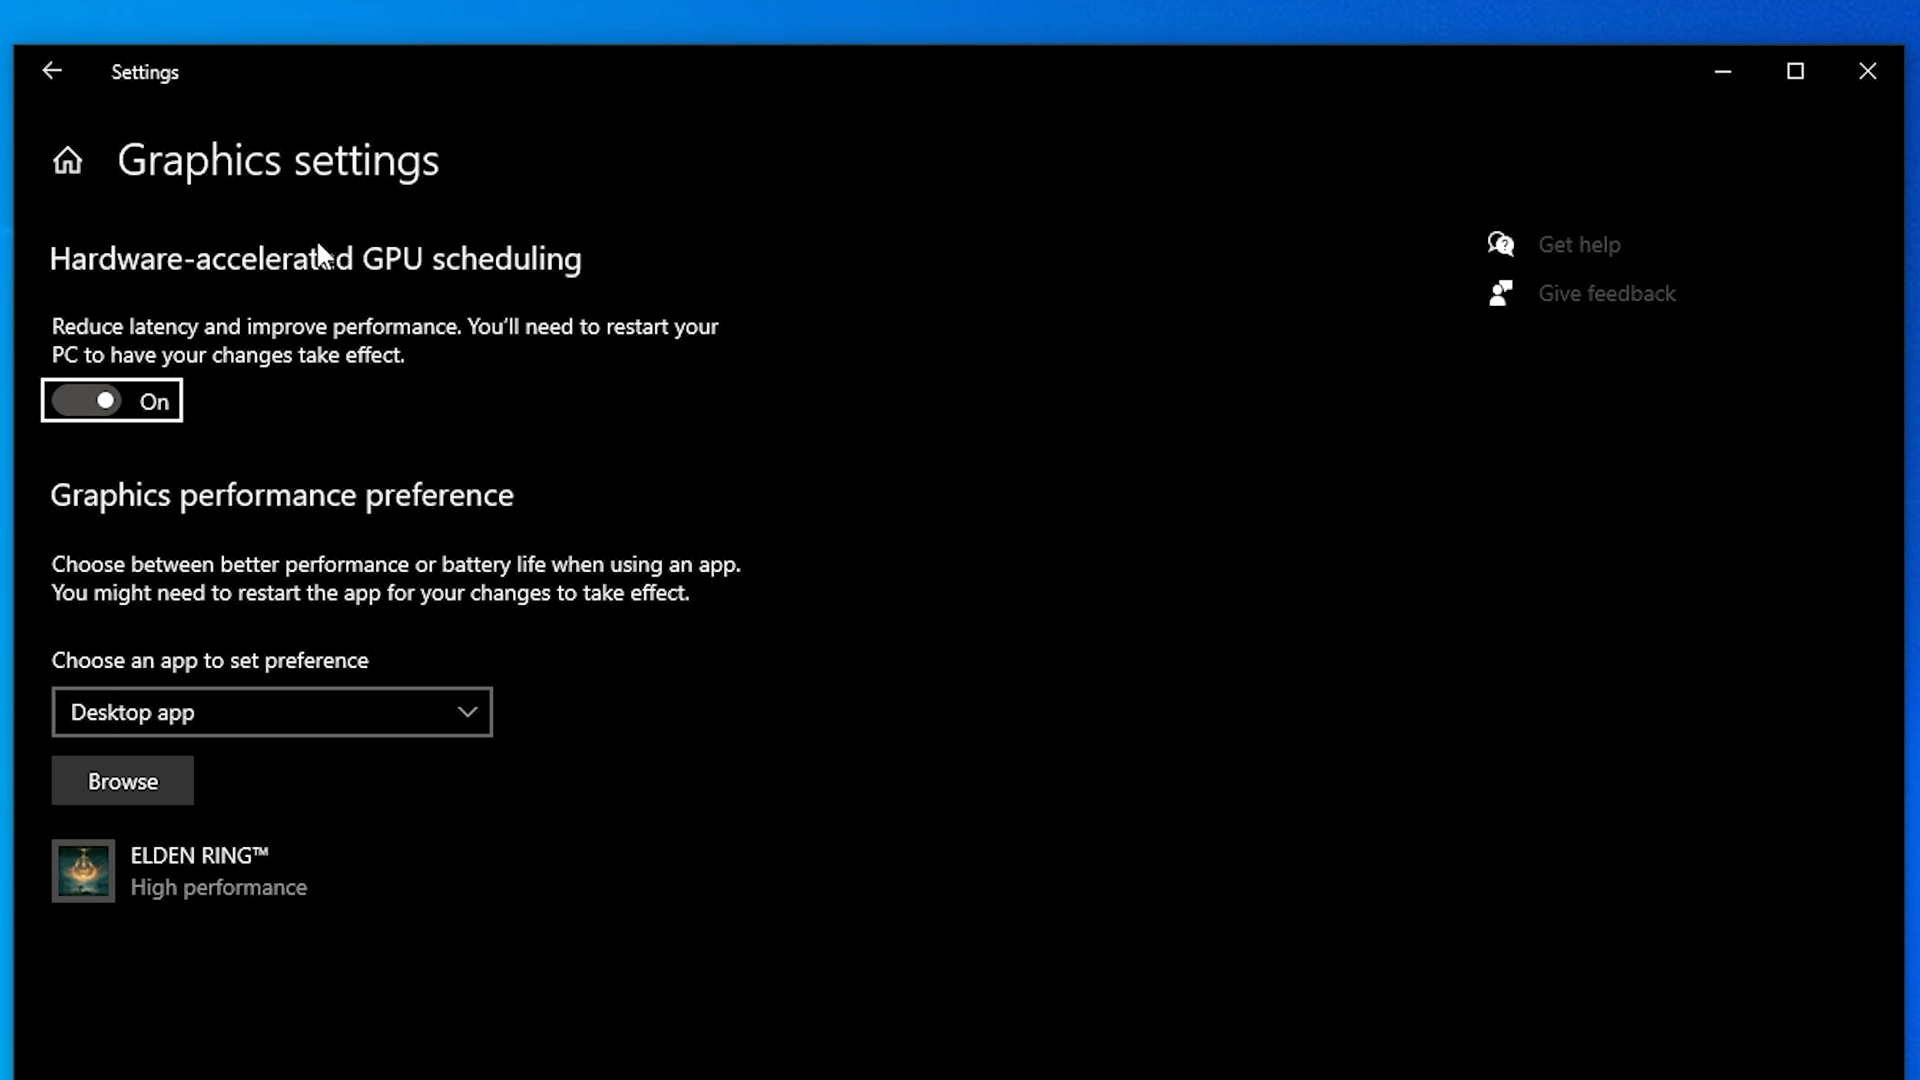 Settings
Graphics settings
Hardware-accelerated GPU scheduling
Reduce latency and improve performance. You'll need to restart your
PC to have your changes take effect.
On
Graphics performance preference
Choose between better performance or battery life when using an app.
You might need to restart the app for your changes to take effect.
Choose an app to set preference
Desktop app
Browse
ELDEN RING™
High performance
Get help
Give feedback